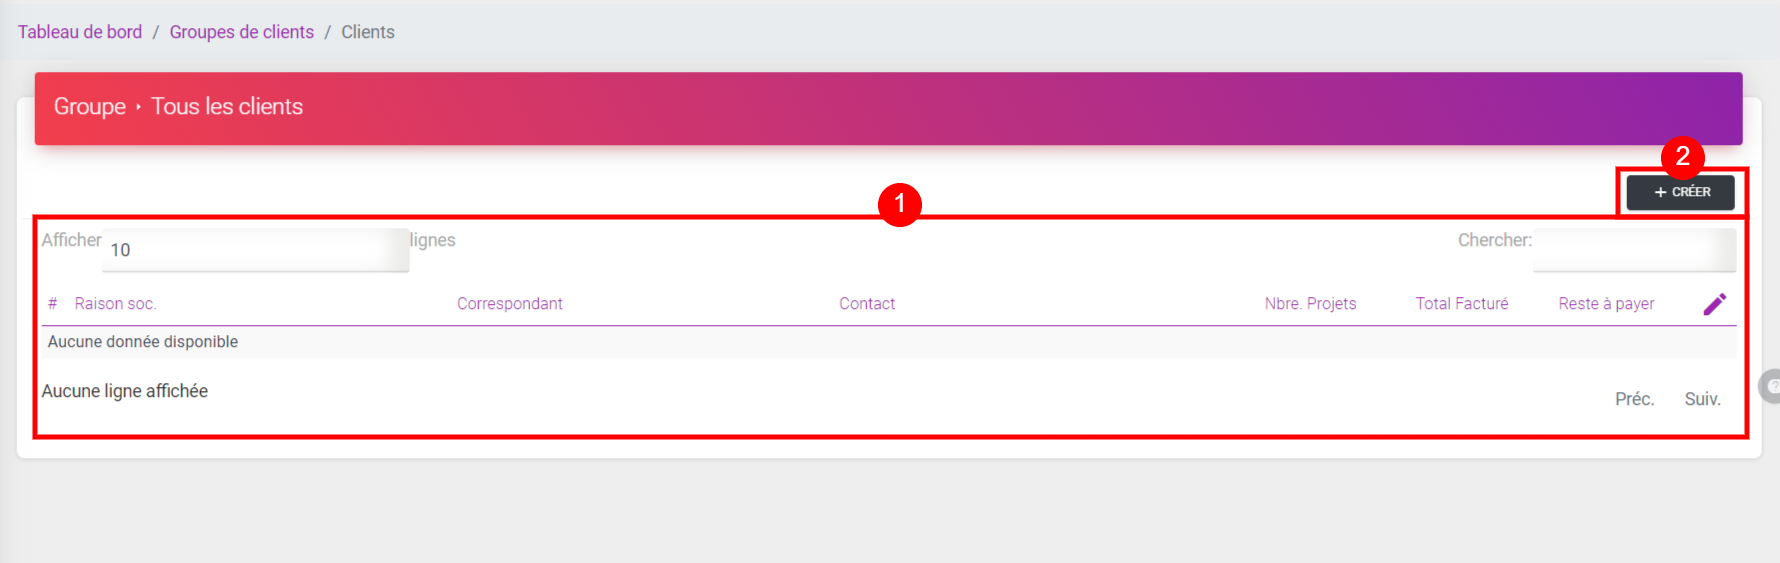 Tableau de bord / Groupes de clients / Clients
Groupe ‣ Tous les clients
2
+ CRÉER
1
Afficher 10 lignes Chercher:
# Raison soc. Correspondant Contact Nbre. Projets Total Facturé Reste à payer
Aucune donnée disponible
Aucune ligne affichée
Préc. Suiv.